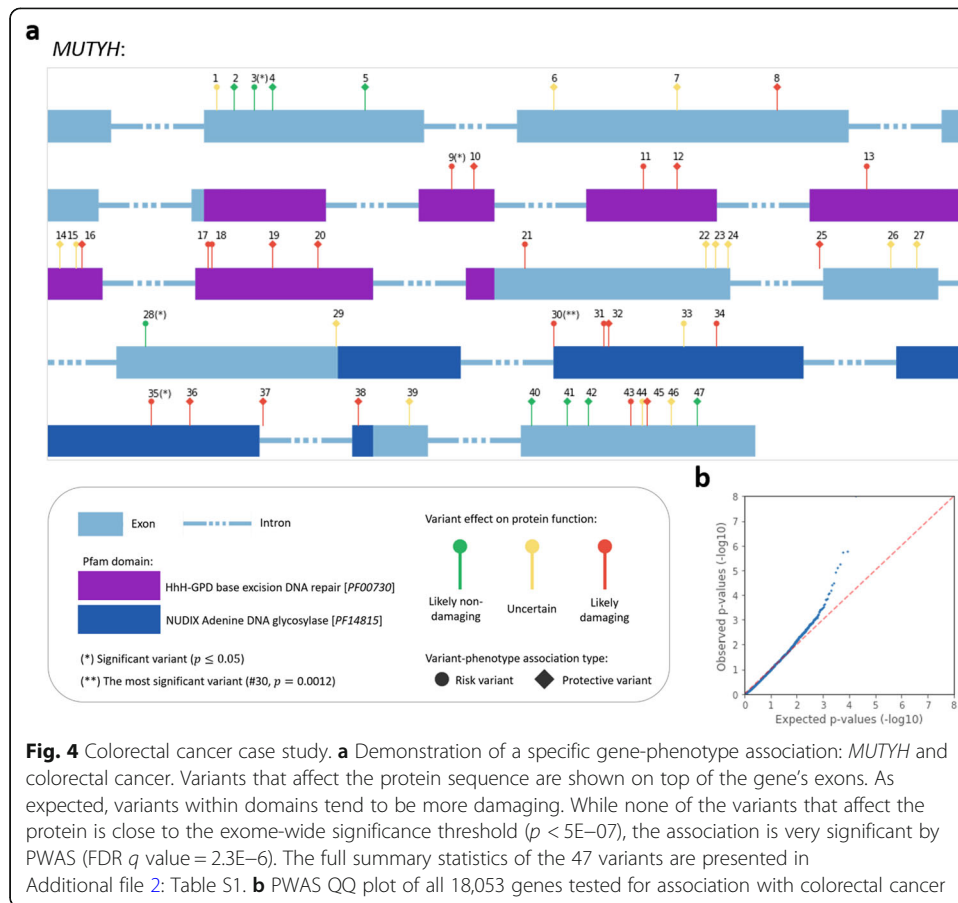 a
MUTYH:
1 2 3(*) 4 5 6 7 8
9(*) 10 11 12 13
14 15 16 17 18 19 20 21 22 23 24 25 26 27
28(*) 29 30(**) 31 32 33 34
35(*) 36 37 38 39 40 41 42 43 44 45 46 47
Exon Intron
Pfam domain:
HhH-GPD base excision DNA repair [PF00730]
NUDIX Adenine DNA glycosylase [PF14815]
(*) Significant variant (p ≤ 0.05)
(**) The most significant variant (#30, p = 0.0012)
Variant effect on protein function:
Likely non-damaging
Uncertain
Likely damaging
Variant-phenotype association type:
Risk variant Protective variant
b
Observed p-values (-log10)
8
7
6
5
4
3
2
1
0
0 1 2 3 4 5 6 7 8
Expected p-values (-log10)
Fig. 4 Colorectal cancer case study. a Demonstration of a specific gene-phenotype association: MUTYH and
colorectal cancer. Variants that affect the protein sequence are shown on top of the gene's exons. As
expected, variants within domains tend to be more damaging. While none of the variants that affect the
protein is close to the exome-wide significance threshold (p < 5E−07), the association is very significant by
PWAS (FDR q value = 2.3E−6). The full summary statistics of the 47 variants are presented in
Additional file 2: Table S1. b PWAS QQ plot of all 18,053 genes tested for association with colorectal cancer